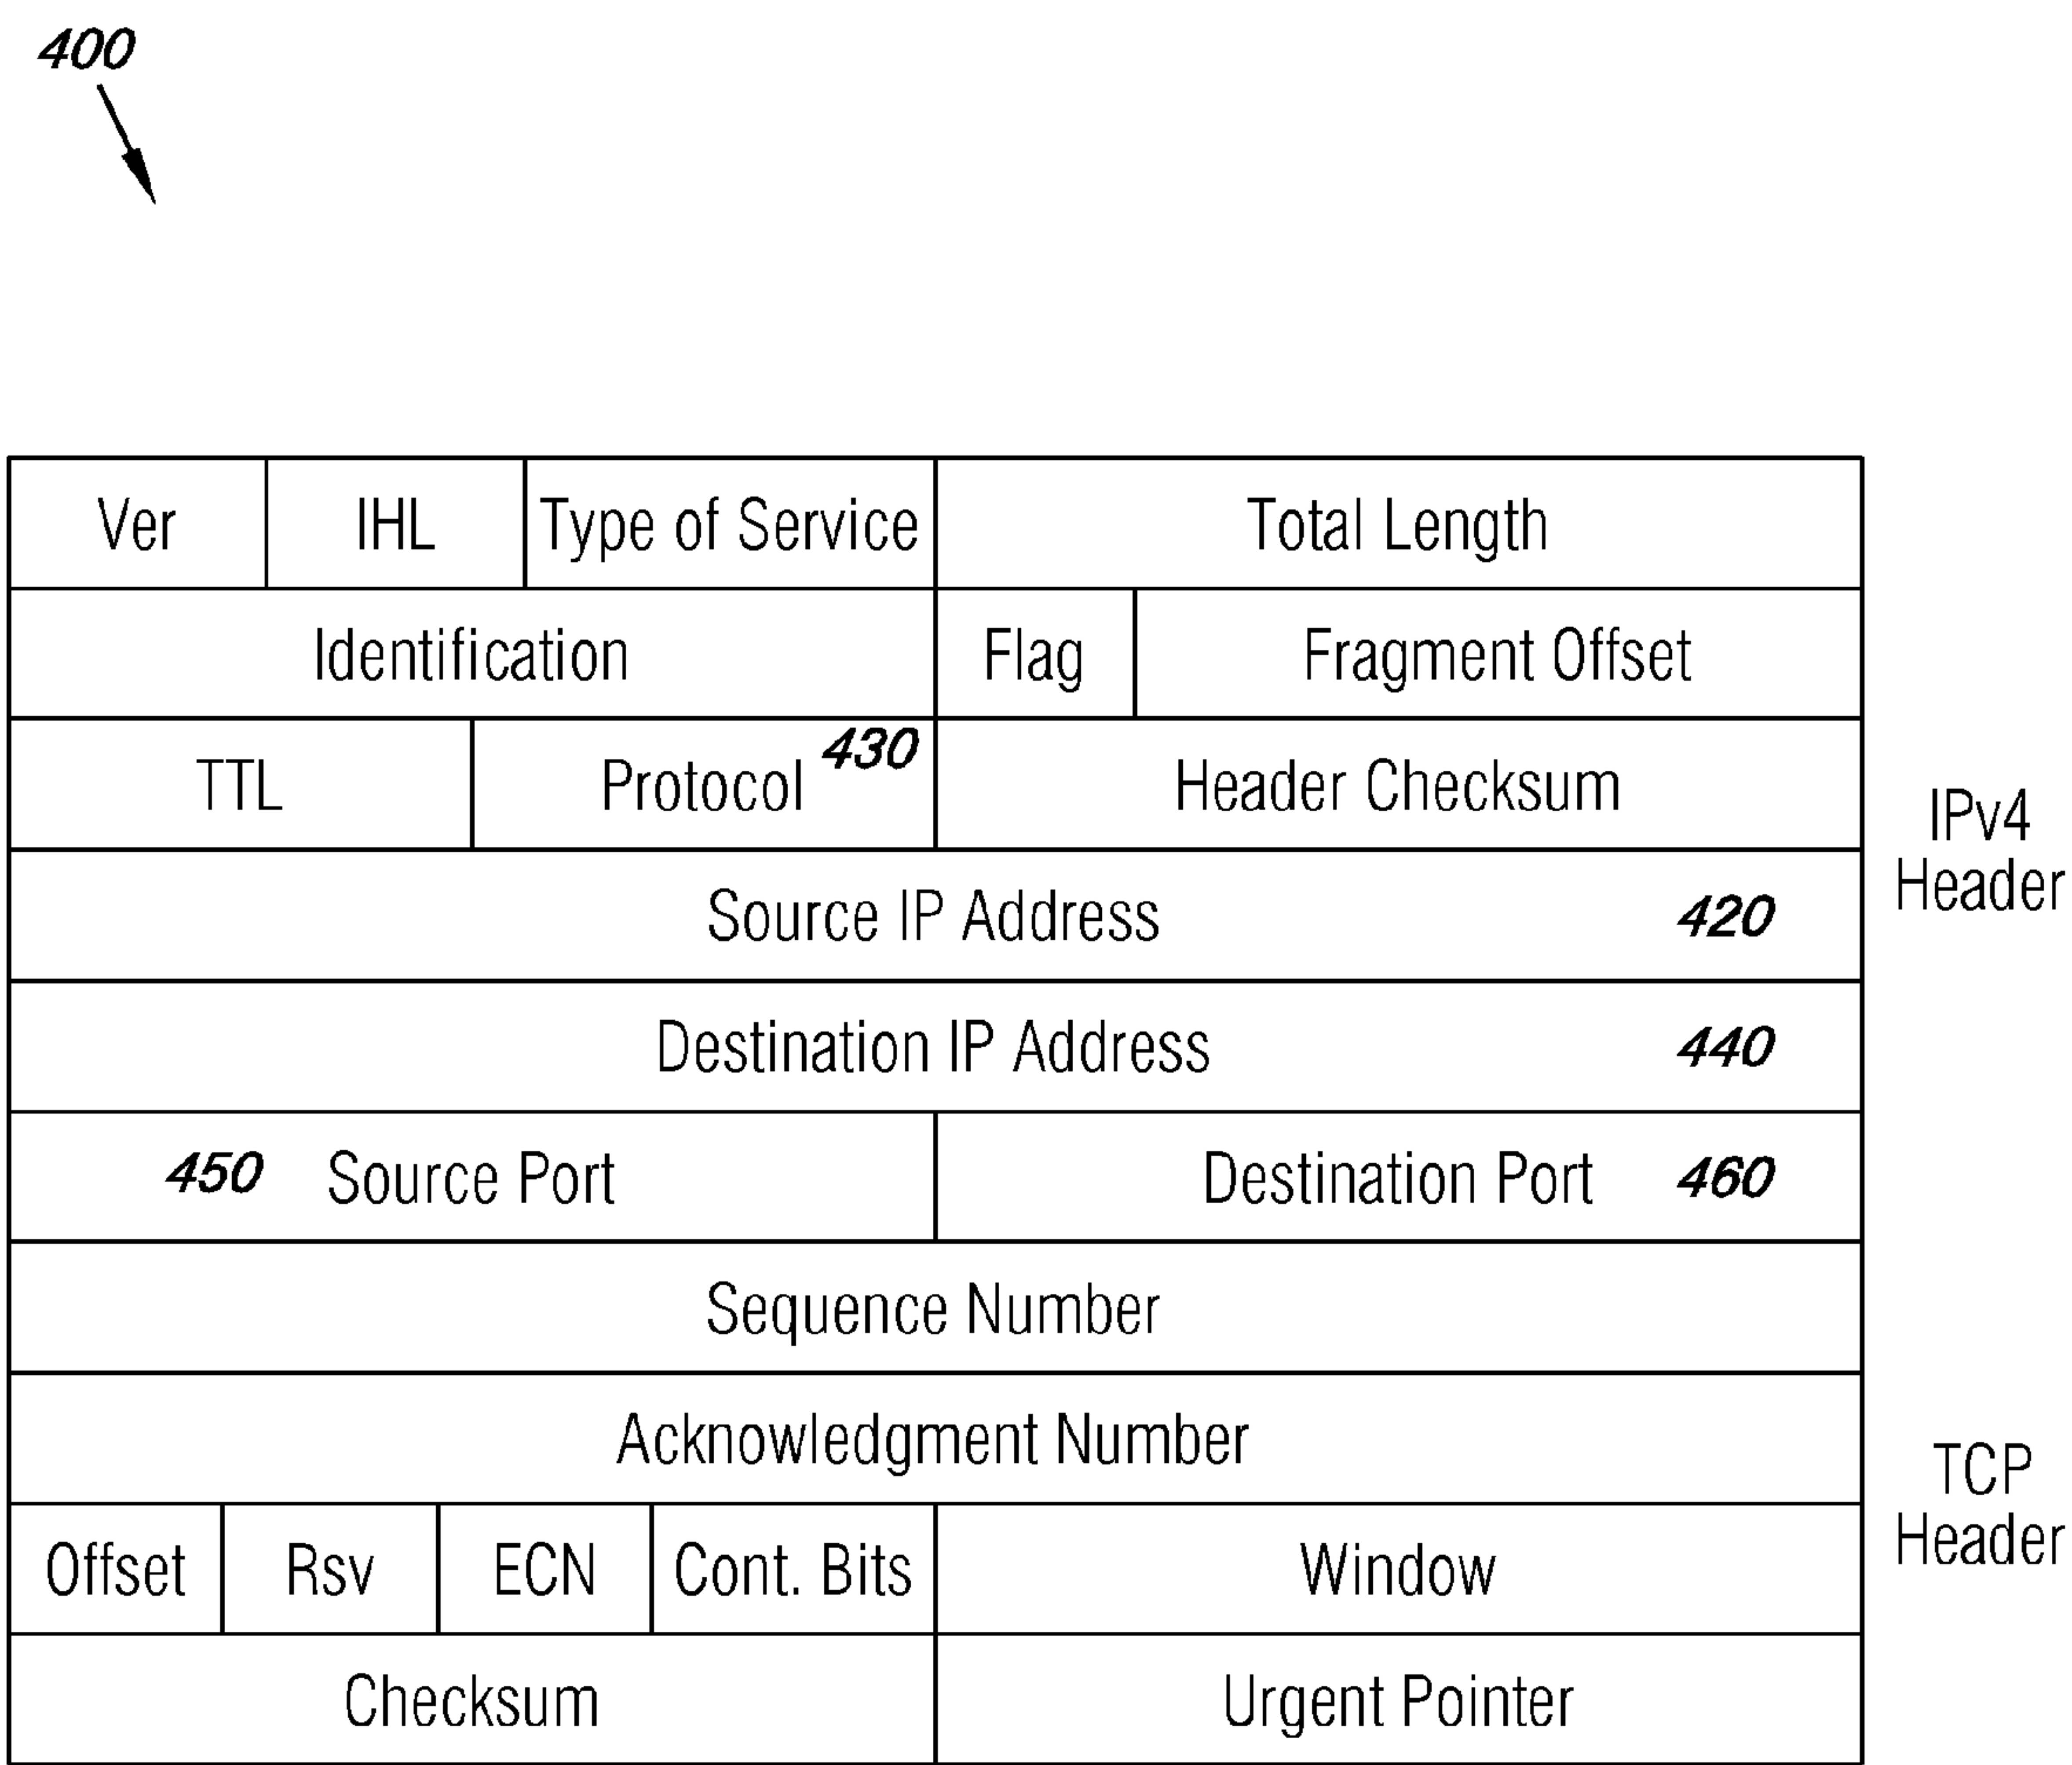 400
Ver IHL Type of Service Total Length
Identification Flag Fragment Offset
TTL Protocol 430 Header Checksum
IPv4
Header
Source IP Address 420
Destination IP Address 440
450 Source Port Destination Port 460
Sequence Number
Acknowledgment Number
TCP
Header
Offset Rsv ECN Cont. Bits Window
Checksum Urgent Pointer